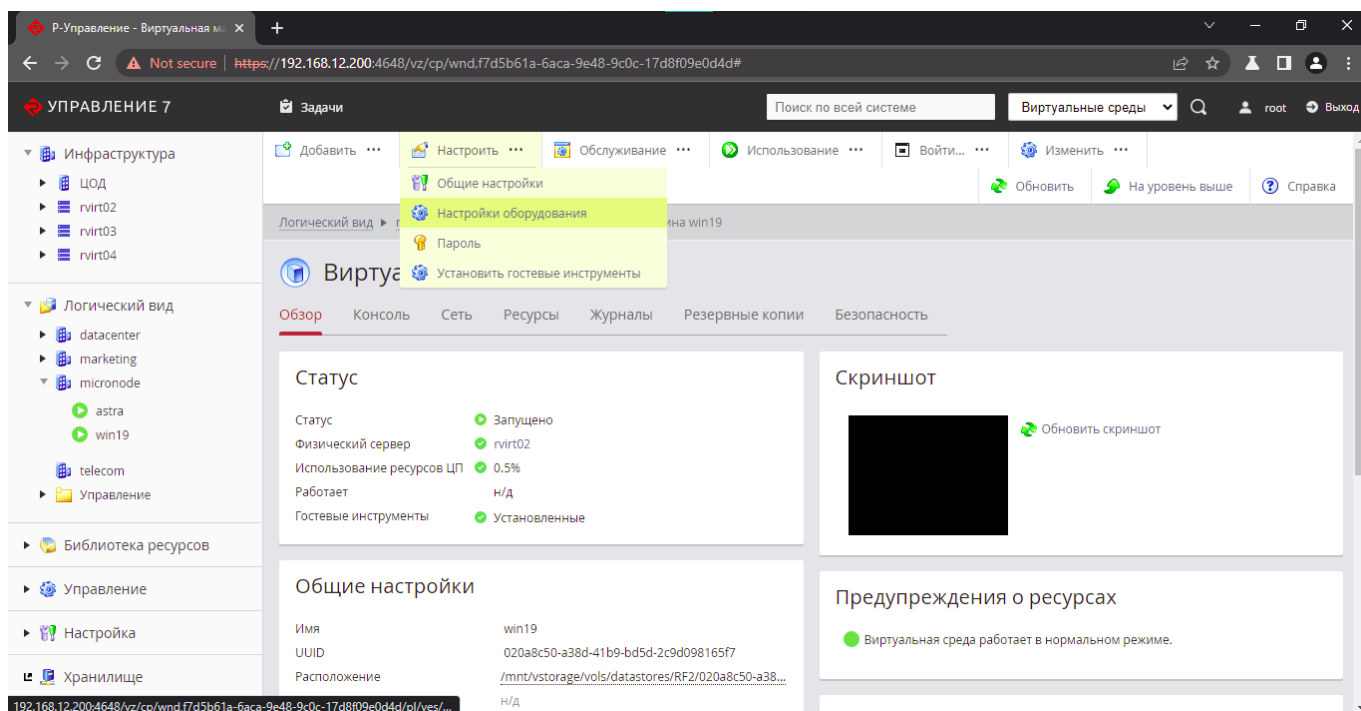 Р-Управление - Виртуальная ма
Not secure | https://192.168.12.200:4648/vz/cp/wnd.f7d5b61a-6aca-9e48-9c0c-17d8f09e0d4d#
УПРАВЛЕНИЕ 7 Задачи Поиск по всей системе Виртуальные среды root Выход
Добавить ••• Настроить ••• Обслуживание ••• Использование ••• Войти... ••• Изменить •••
Обновить На уровень выше Справка
Общие настройки
Настройки оборудования
Пароль
Установить гостевые инструменты
Инфраструктура
ЦОД
rvirt02
rvirt03
rvirt04
Логический вид
datacenter
marketing
micronode
astra
win19
telecom
Управление
Библиотека ресурсов
Управление
Настройка
Хранилище
Логический вид
ина win19
Виртуа
Обзор Консоль Сеть Ресурсы Журналы Резервные копии Безопасность
Статус
Статус Запущено
Физический сервер rvirt02
Использование ресурсов ЦП 0.5%
Работает н/д
Гостевые инструменты Установленные
Скриншот
Обновить скриншот
Общие настройки
Имя win19
UUID 020a8c50-a38d-41b9-bd5d-2c9d098165f7
Расположение /mnt/vstorage/vols/datastores/RF2/020a8c50-a38...
н/д
Предупреждения о ресурсах
Виртуальная среда работает в нормальном режиме.
192.168.12.200:4648/vz/cp/wnd.f7d5b61a-6aca-9e48-9c0c-17d8f09e0d4d/pl/ves/...